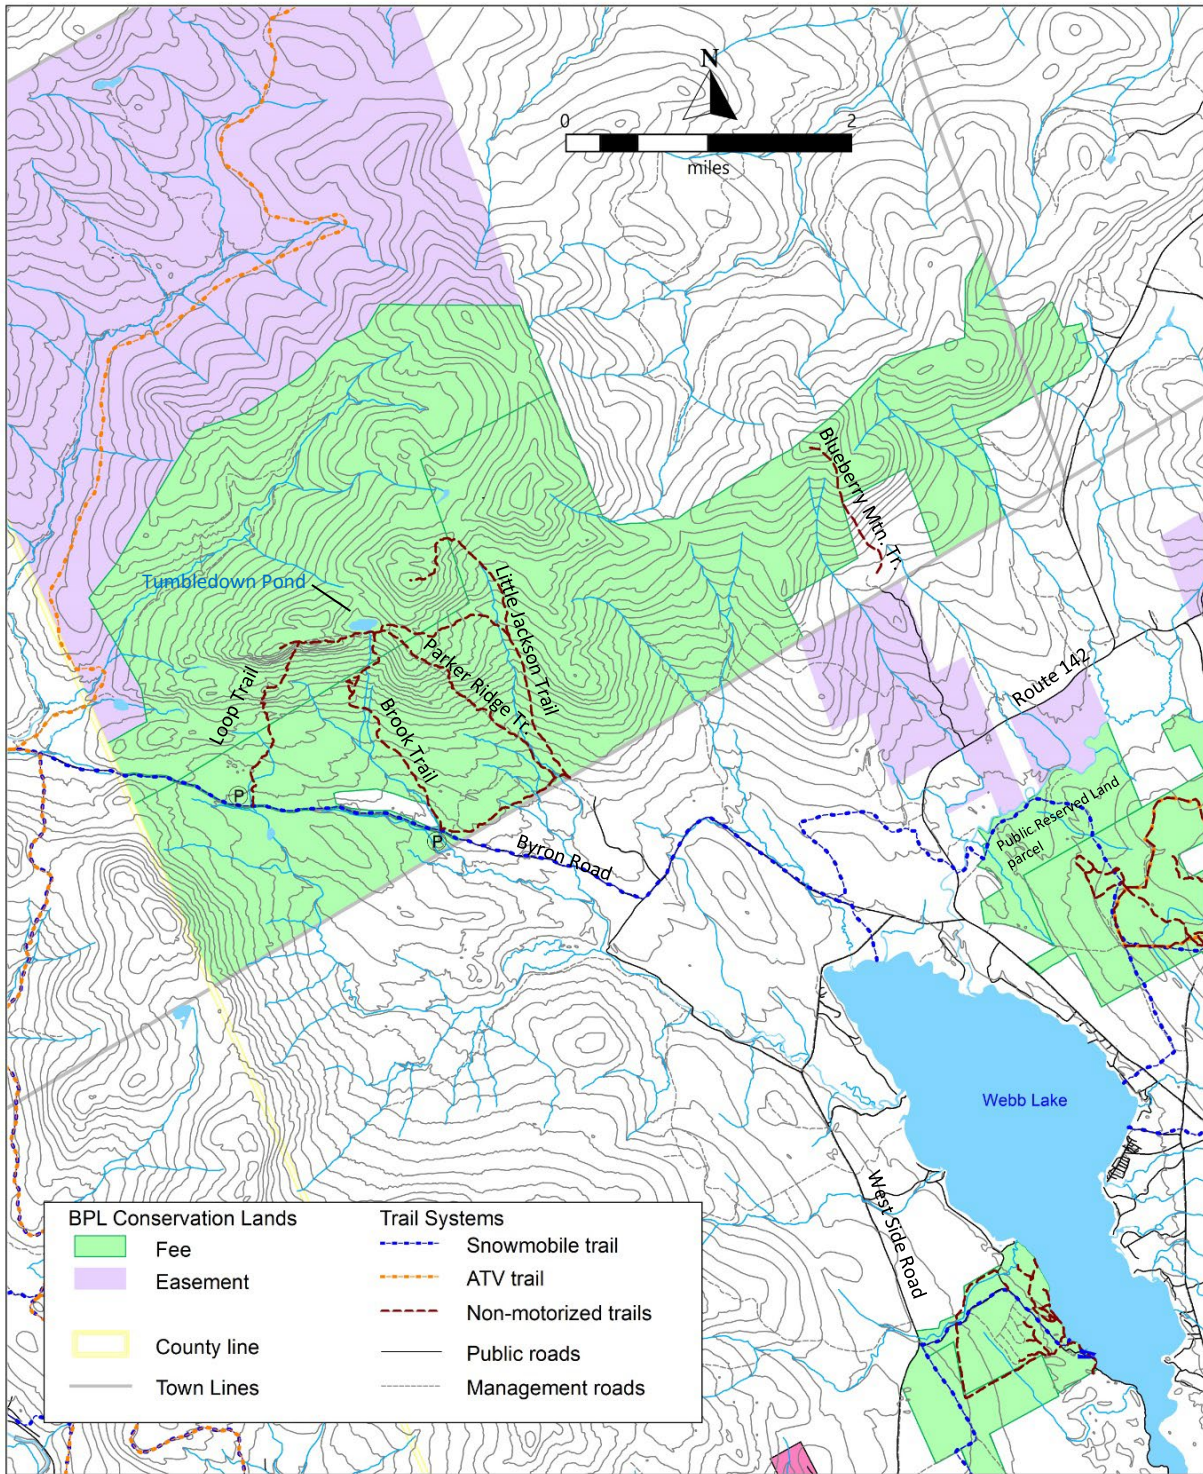 N
0
2
miles
Blueberry Mtn. Tr.
Tumbledown Pond
Little Jackson Trail
Parker Ridge Tr.
Loop Trail
Brook Trail
Route 142
P
P
Byron Road
Public Reserved Land
parcel
Webb Lake
West Side Road
BPL Conservation Lands
Fee
Easement
County line
Town Lines
Trail Systems
Snowmobile trail
ATV trail
Non-motorized trails
Public roads
Management roads